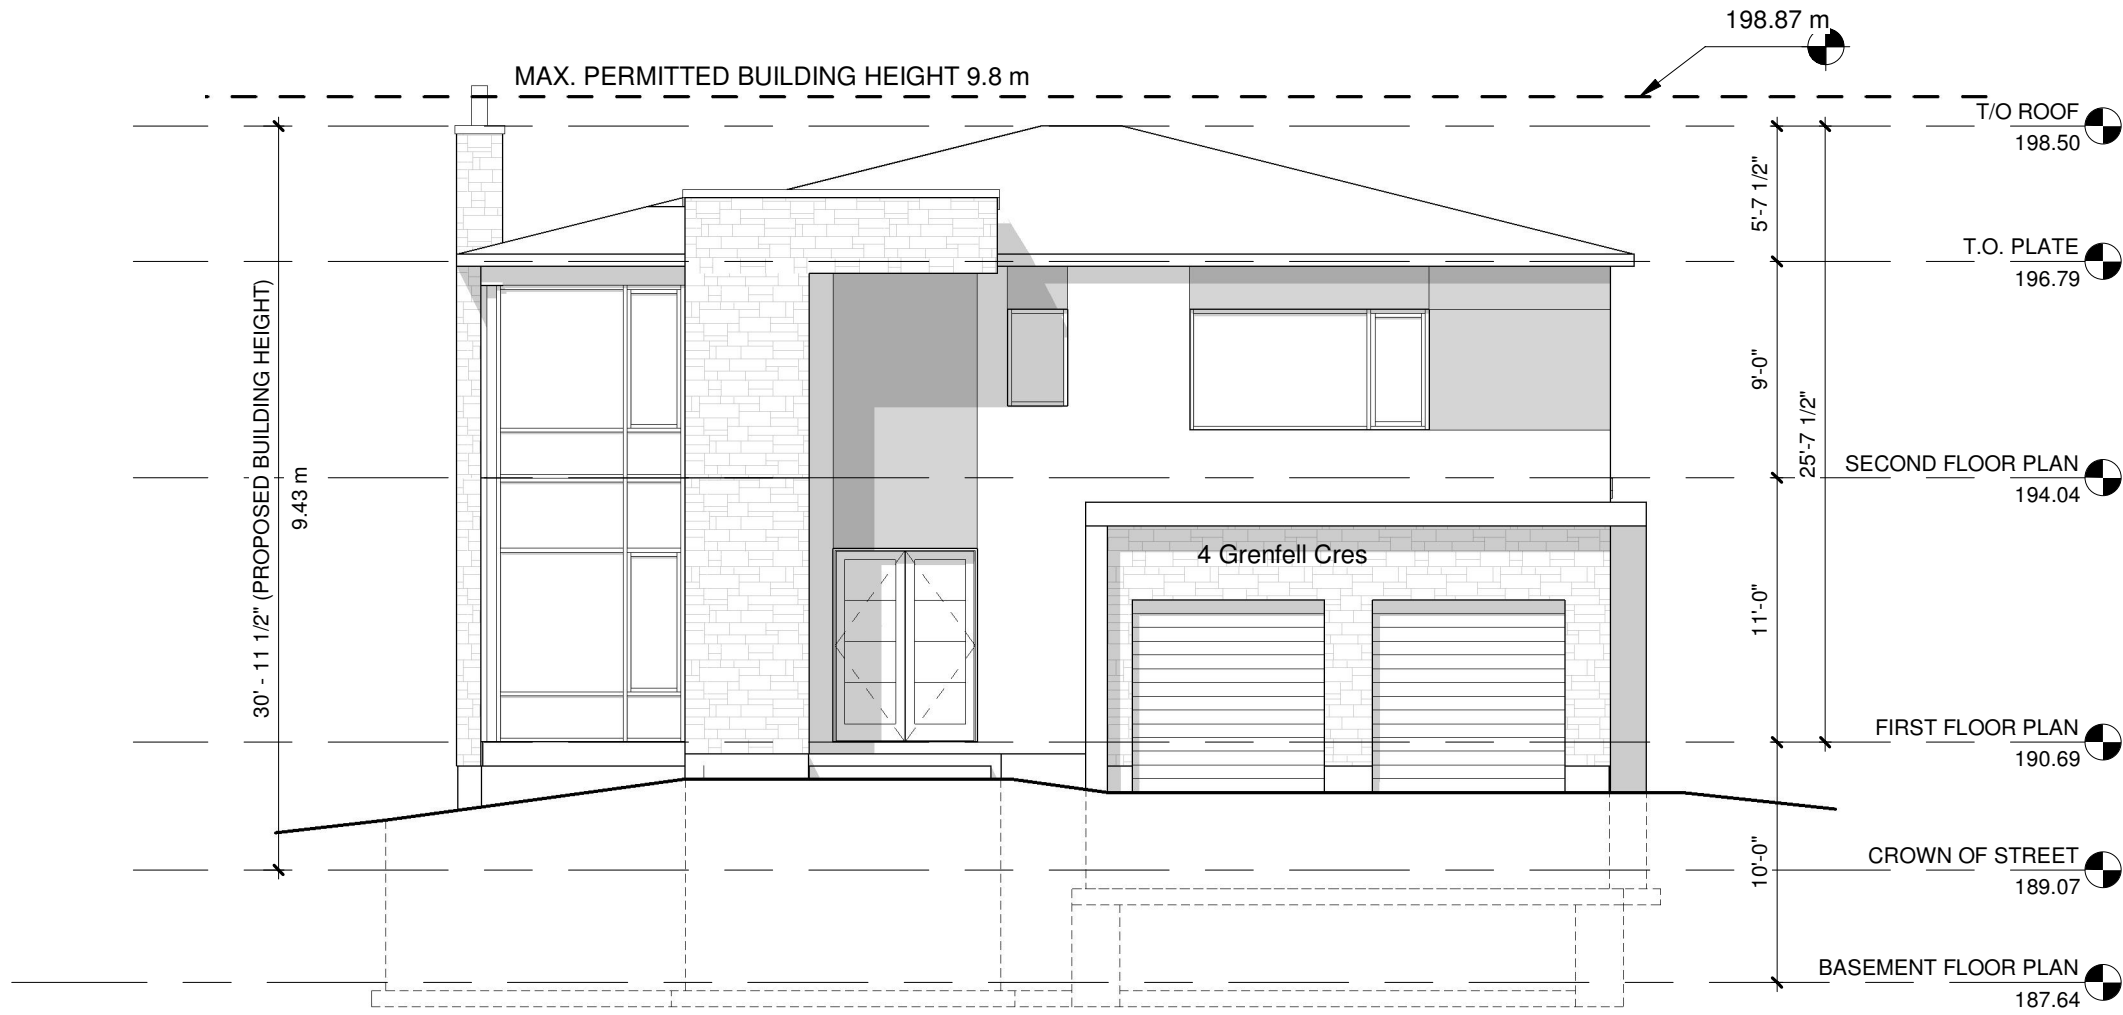 198.87 m
MAX. PERMITTED BUILDING HEIGHT 9.8 m
T/O ROOF
198.50
5'-7 1/2"
T.O. PLATE
196.79
30' - 11 1/2" (PROPOSED BUILDING HEIGHT)
9.43 m
9'-0"
25'-7 1/2"
SECOND FLOOR PLAN
194.04
4 Grenfell Cres
11'-0"
FIRST FLOOR PLAN
190.69
10'-0"
CROWN OF STREET
189.07
BASEMENT FLOOR PLAN
187.64